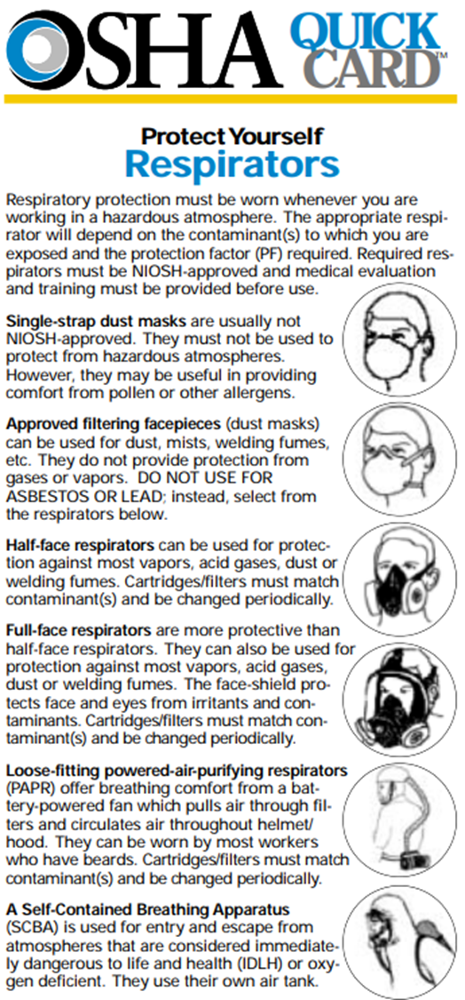 OSHA QUICK
CARD™
Protect Yourself
Respirators
Respiratory protection must be worn whenever you are
working in a hazardous atmosphere. The appropriate respi-
rator will depend on the contaminant(s) to which you are
exposed and the protection factor (PF) required. Required res-
pirators must be NIOSH-approved and medical evaluation
and training must be provided before use.
Single-strap dust masks are usually not
NIOSH-approved. They must not be used to
protect from hazardous atmospheres.
However, they may be useful in providing
comfort from pollen or other allergens.
Approved filtering facepieces (dust masks)
can be used for dust, mists, welding fumes,
etc. They do not provide protection from
gases or vapors. DO NOT USE FOR
ASBESTOS OR LEAD; instead, select from
the respirators below.
Half-face respirators can be used for protec-
tion against most vapors, acid gases, dust or
welding fumes. Cartridges/filters must match
contaminant(s) and be changed periodically.
Full-face respirators are more protective than
half-face respirators. They can also be used for
protection against most vapors, acid gases,
dust or welding fumes. The face-shield pro-
tects face and eyes from irritants and con-
taminants. Cartridges/filters must match con-
taminant(s) and be changed periodically.
Loose-fitting powered-air-purifying respirators
(PAPR) offer breathing comfort from a bat-
tery-powered fan which pulls air through fil-
ters and circulates air throughout helmet/
hood. They can be worn by most workers
who have beards. Cartridges/filters must match
contaminant(s) and be changed periodically.
A Self-Contained Breathing Apparatus
(SCBA) is used for entry and escape from
atmospheres that are considered immediate-
ly dangerous to life and health (IDLH) or oxy-
gen deficient. They use their own air tank.